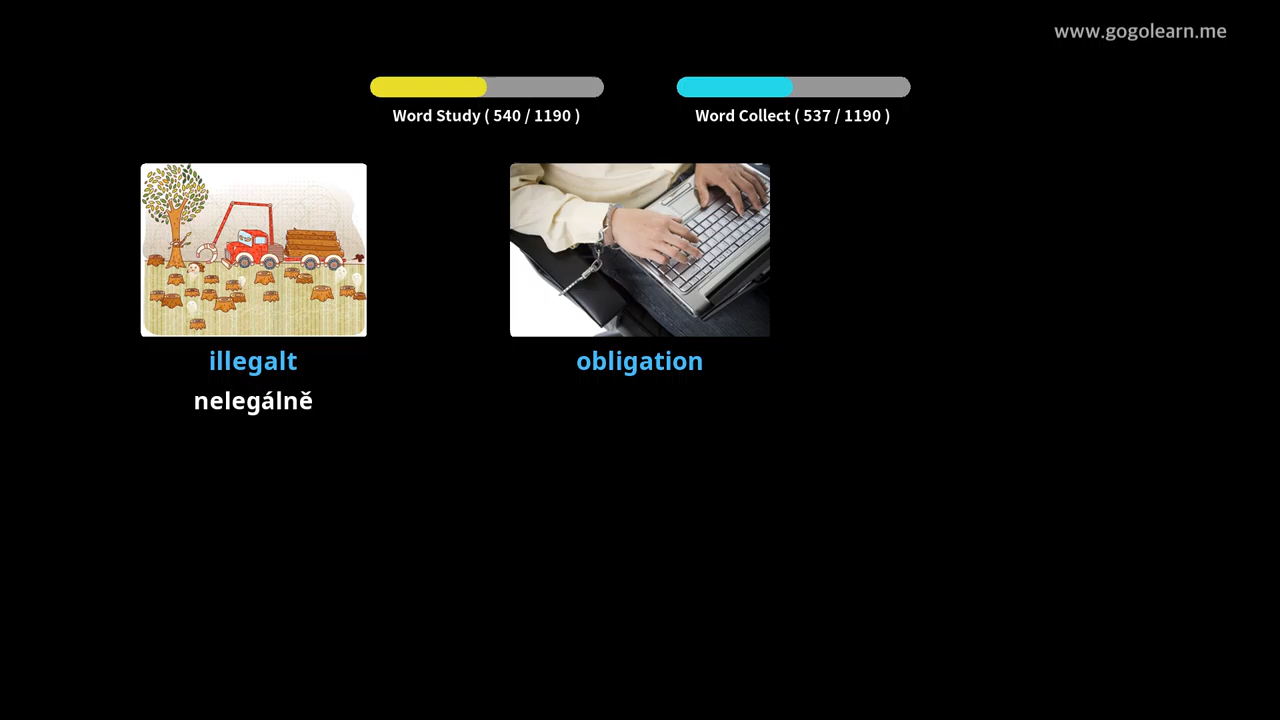 www.gogolearn.me
Word Study ( 540 / 1190 )
Word Collect ( 537 / 1190 )
illegalt
nelegálně
obligation